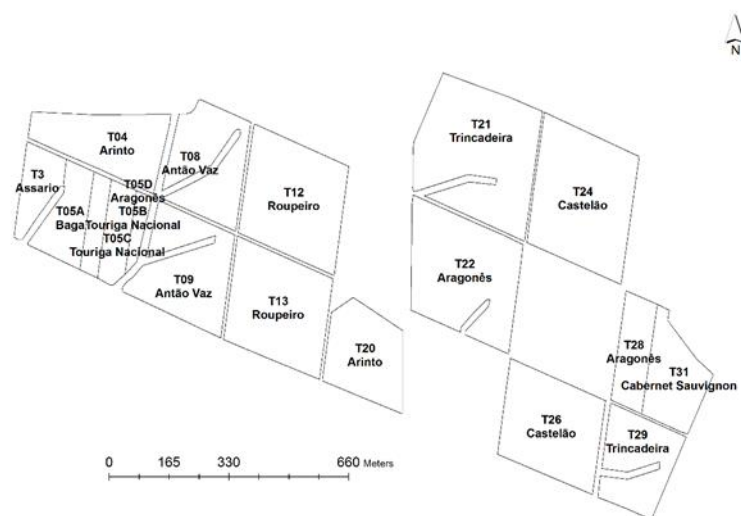 N
T21
Trincadeira
T04
Arinto
T08
Antão Vaz
T3
Assario
T05D
Aragonês
T12
Roupeiro
T24
Castelão
T05A
Baga
T05B
Touriga Nacional
T05C
Touriga Nacional
T22
Aragonês
T09
Antão Vaz
T13
Roupeiro
T20
Arinto
T28
Aragonês
T31
Cabernet Sauvignon
T26
Castelão
T29
Trincadeira
0 165 330 660 Meters